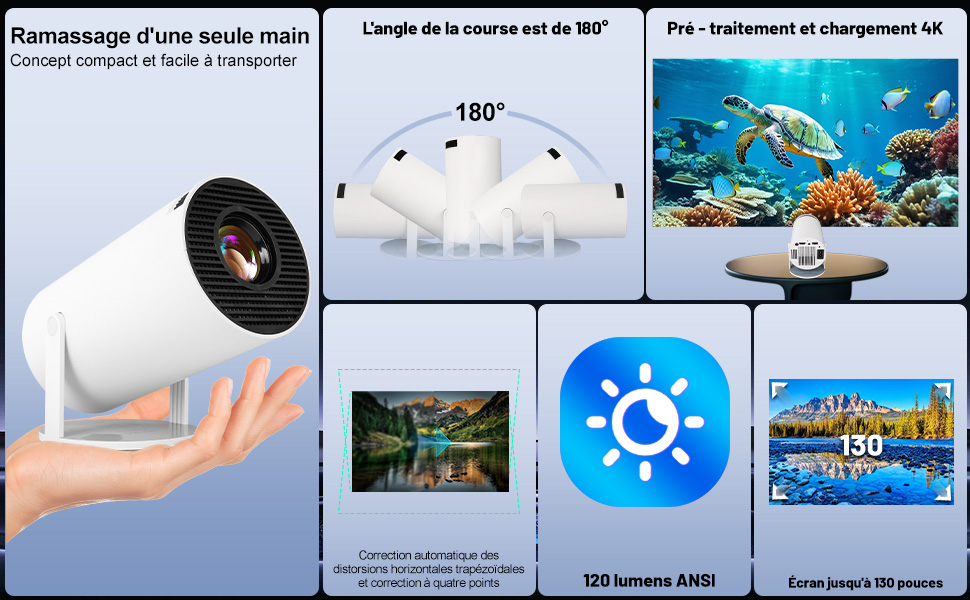 Ramassage d'une seule main
Concept compact et facile à transporter
L'angle de la course est de 180°
180°
Pré - traitement et chargement 4K
Correction automatique des
distorsions horizontales trapézoïdales
et correction à quatre points
120 lumens ANSI
130
Écran jusqu'à 130 pouces